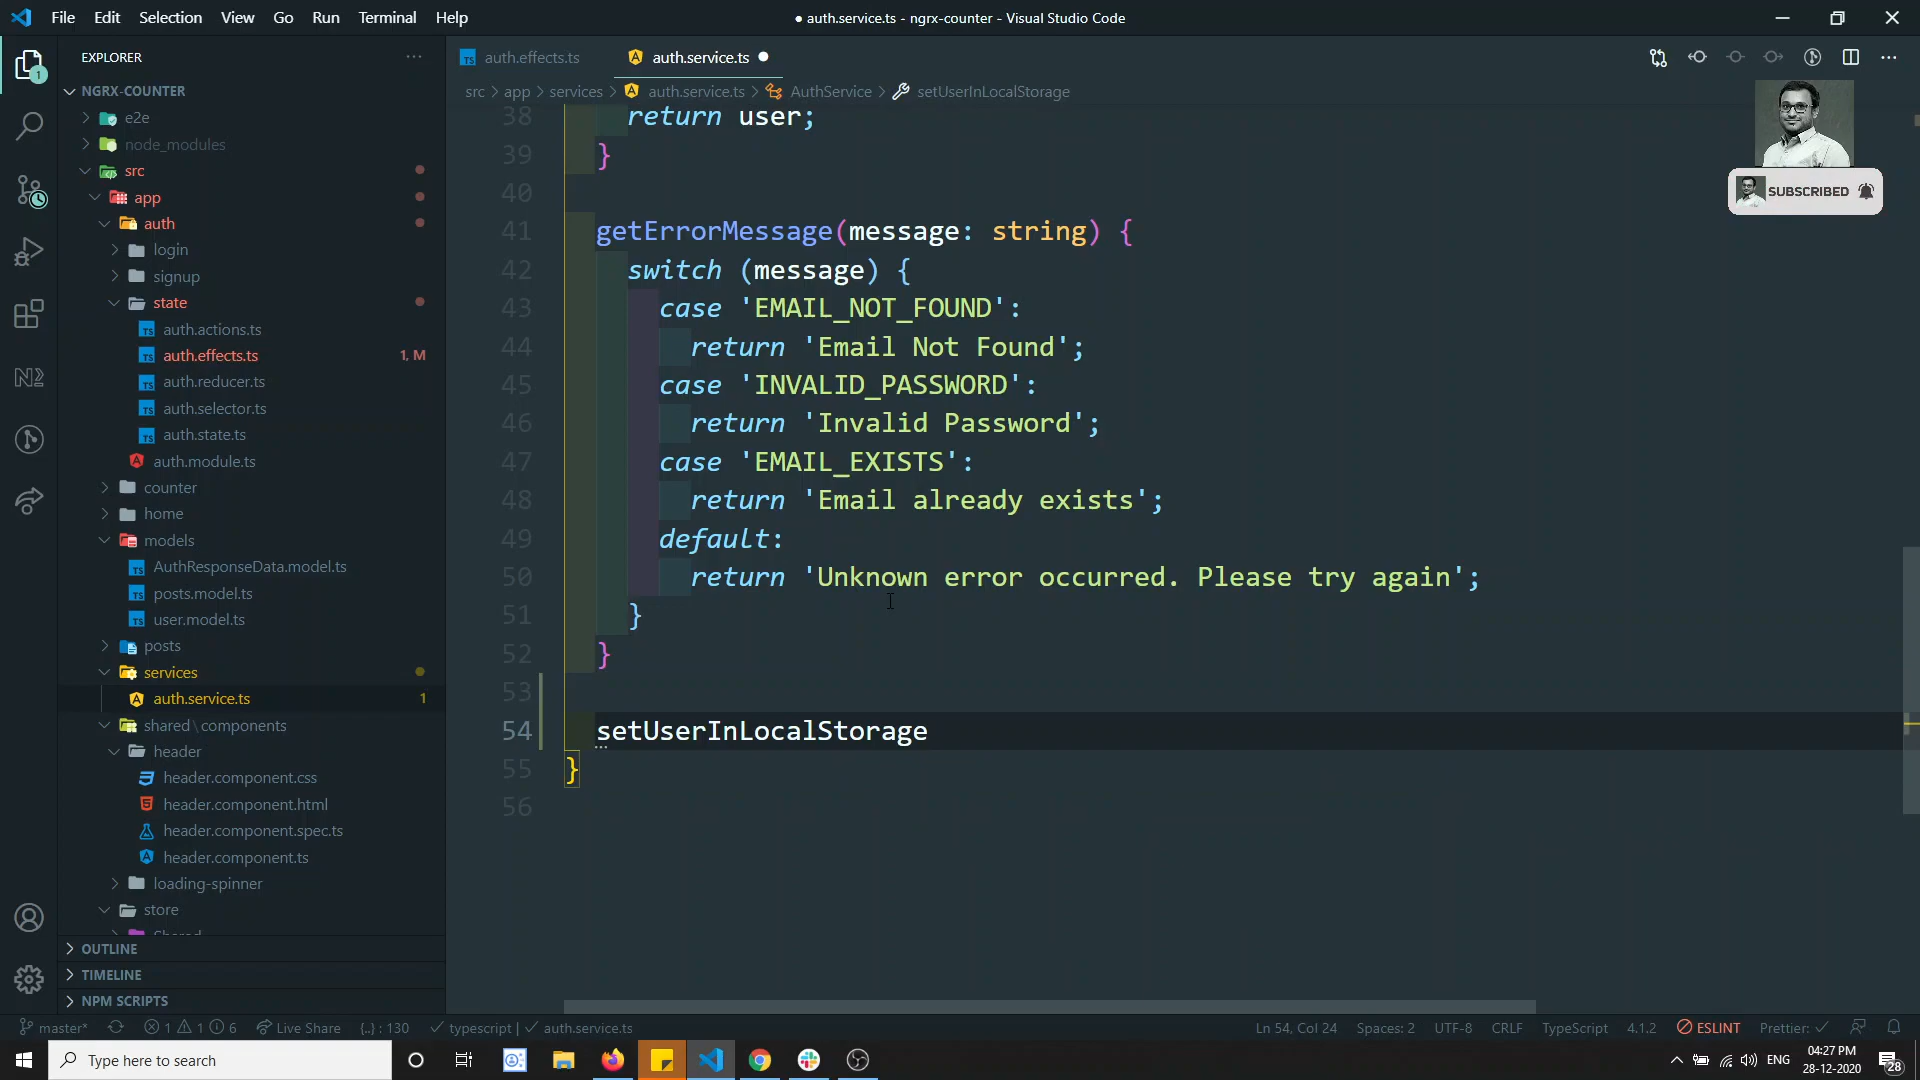 File Edit Selection View Go Run Terminal Help
● auth.service.ts - ngrx-counter - Visual Studio Code
EXPLORER
NGRX-COUNTER
e2e
node_modules
src
app
auth
login
signup
state
auth.actions.ts
auth.effects.ts 1, M
auth.reducer.ts
auth.selector.ts
auth.state.ts
auth.module.ts
counter
home
models
AuthResponseData.model.ts
posts.model.ts
user.model.ts
posts
services
auth.service.ts 1
shared\components
header
header.component.css
header.component.html
header.component.spec.ts
header.component.ts
loading-spinner
store
Shared
OUTLINE
TIMELINE
NPM SCRIPTS
auth.effects.ts auth.service.ts
src > app > services > auth.service.ts > AuthService > setUserInLocalStorage
38 return user;
39 }
40
41 getErrorMessage(message: string) {
42 switch (message) {
43 case 'EMAIL_NOT_FOUND':
44 return 'Email Not Found';
45 case 'INVALID_PASSWORD':
46 return 'Invalid Password';
47 case 'EMAIL_EXISTS':
48 return 'Email already exists';
49 default:
50 return 'Unknown error occurred. Please try again';
51 }
52 }
53
54 setUserInLocalStorage
55 }
56
SUBSCRIBED
master* 1 1 6 Live Share {..} : 130 typescript | auth.service.ts
Ln 54, Col 24 Spaces: 2 UTF-8 CRLF TypeScript 4.1.2 ESLINT Prettier: ✓
Type here to search
ENG
04:27 PM
28-12-2020
28